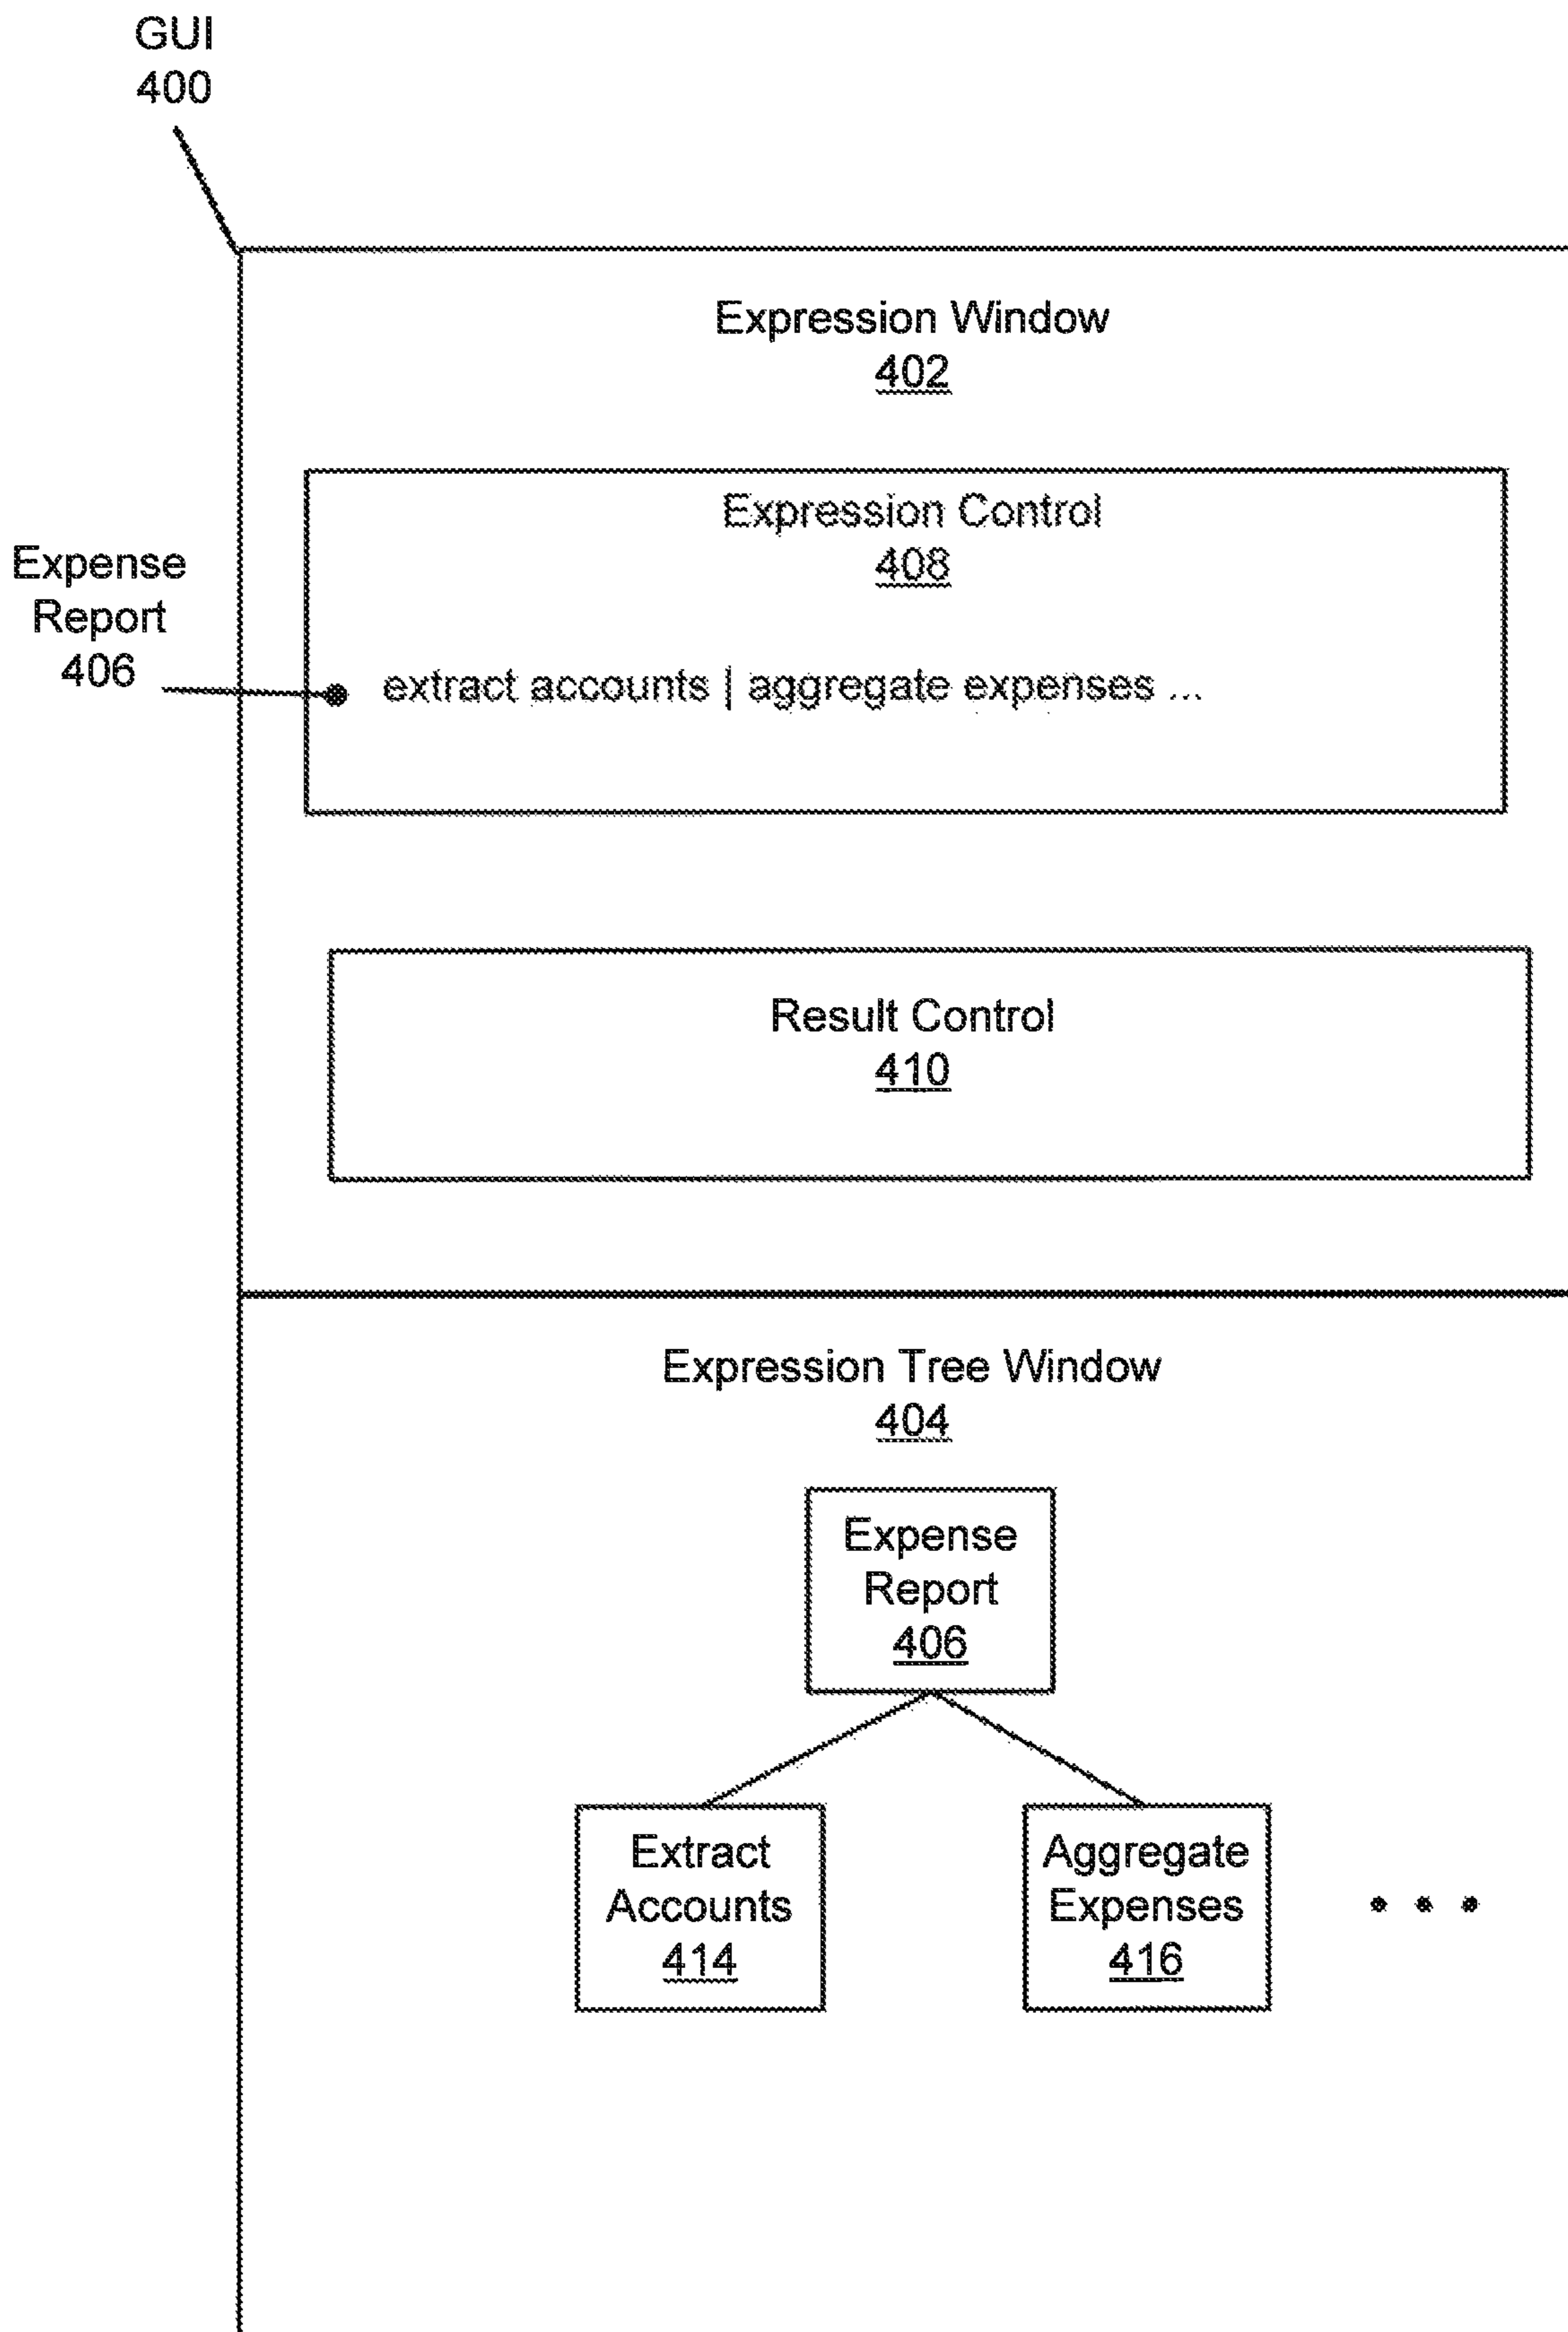 GUI
400
Expression Window
402
Expression Control
408
Expense
Report
406
extract accounts | aggregate expenses ...
Result Control
410
Expression Tree Window
404
Expense
Report
406
Extract
Accounts
414
Aggregate
Expenses
416
. . .